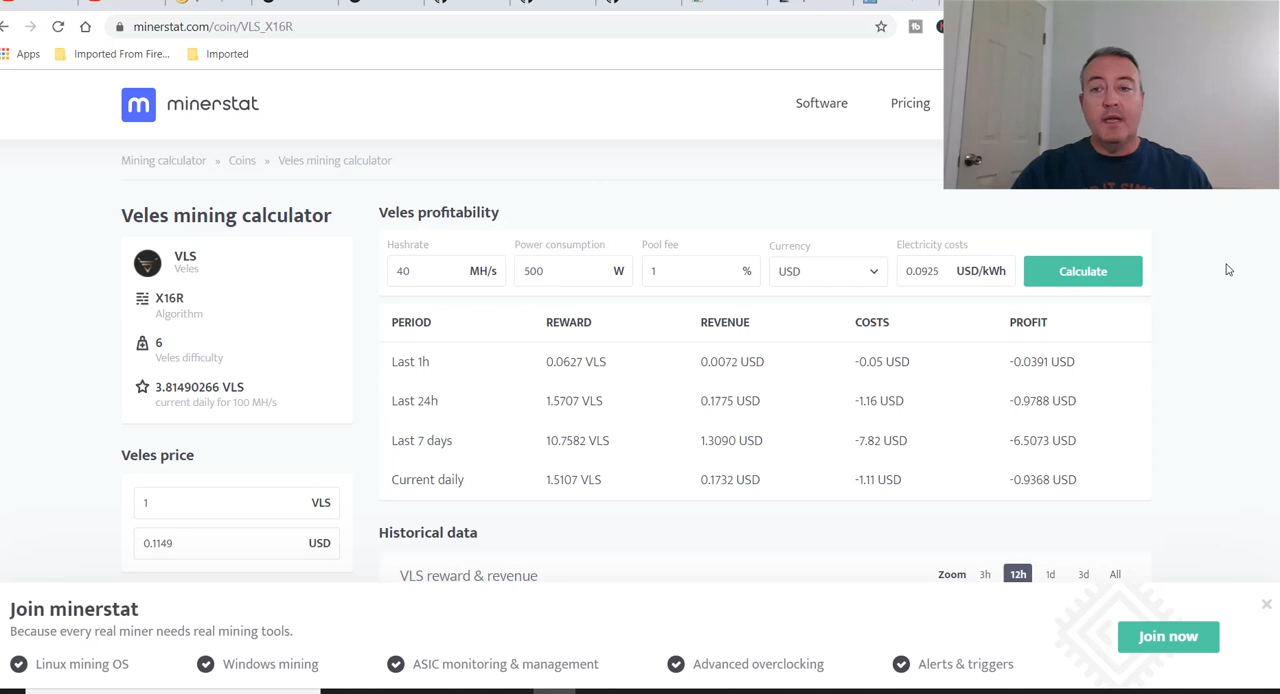 minerstat.com/coin/VLS_X16R
Apps Imported From Fire... Imported
m minerstat
Software Pricing
Mining calculator » Coins » Veles mining calculator
Veles mining calculator
VLS
Veles
X16R
Algorithm
6
Veles difficulty
3.81490266 VLS
current daily for 100 MH/s
Veles price
1 VLS
0.1149 USD
Veles profitability
Hashrate Power consumption Pool fee Currency Electricity costs
40 MH/s 500 W 1 % USD 0.0925 USD/kWh Calculate
PERIOD REWARD REVENUE COSTS PROFIT
Last 1h 0.0627 VLS 0.0072 USD -0.05 USD -0.0391 USD
Last 24h 1.5707 VLS 0.1775 USD -1.16 USD -0.9788 USD
Last 7 days 10.7582 VLS 1.3090 USD -7.82 USD -6.5073 USD
Current daily 1.5107 VLS 0.1732 USD -1.11 USD -0.9368 USD
Historical data
VLS reward & revenue Zoom 3h 12h 1d 3d All
Join minerstat
Because every real miner needs real mining tools.
Join now
Linux mining OS Windows mining ASIC monitoring & management Advanced overclocking Alerts & triggers